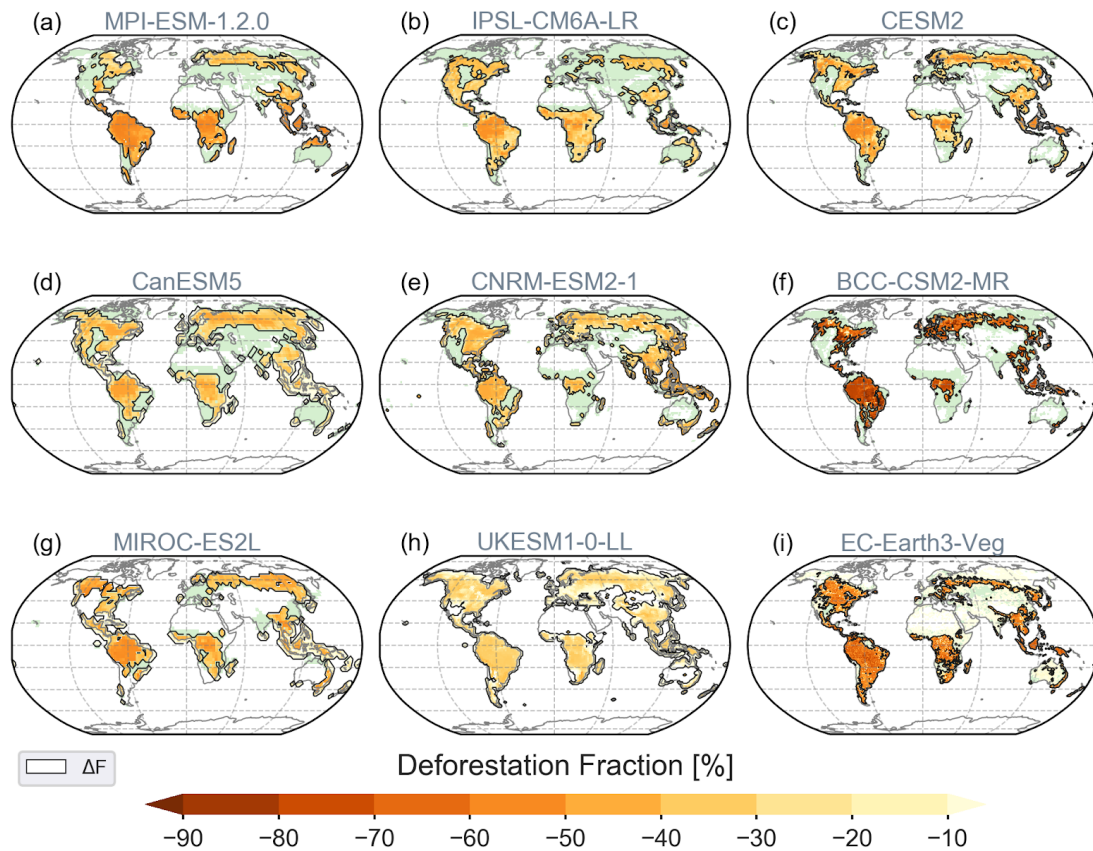 (a) MPI-ESM-1.2.0
(b) IPSL-CM6A-LR
(c) CESM2
(d) CanESM5
(e) CNRM-ESM2-1
(f) BCC-CSM2-MR
(g) MIROC-ES2L
(h) UKESM1-0-LL
(i) EC-Earth3-Veg
ΔF
Deforestation Fraction [%]
−90 −80 −70 −60 −50 −40 −30 −20 −10